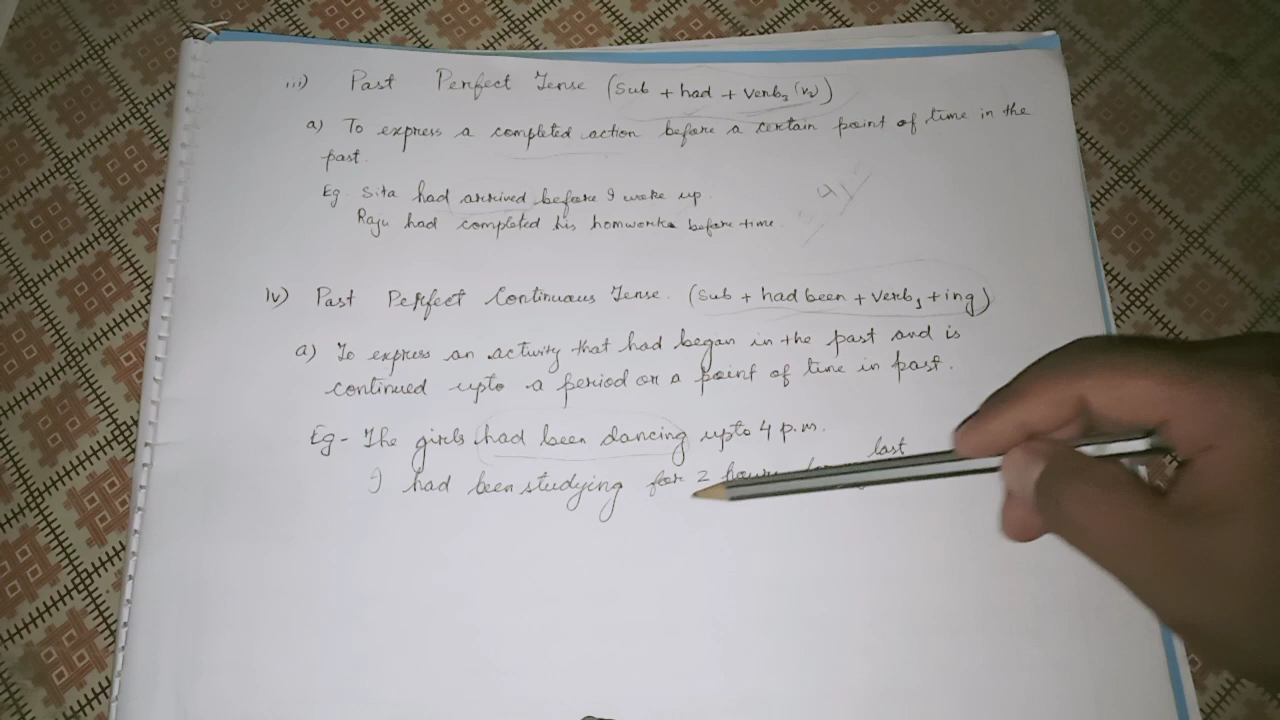 iii) Past Perfect Tense (Sub + had + Verb₃ (V₃))
a) To express a completed action before a certain point of time in the
past.
Eg - Sita had arrived before I woke up.
Raju had completed his homwork before time
iv) Past Perfect Continuous Tense. (Sub + had been + Verb₁ + ing)
a) To express an activity that had began in the past and is
continued upto a period or a point of time in past.
Eg - The girls had been dancing upto 4 p.m.
last
I had been studying for 2 hours